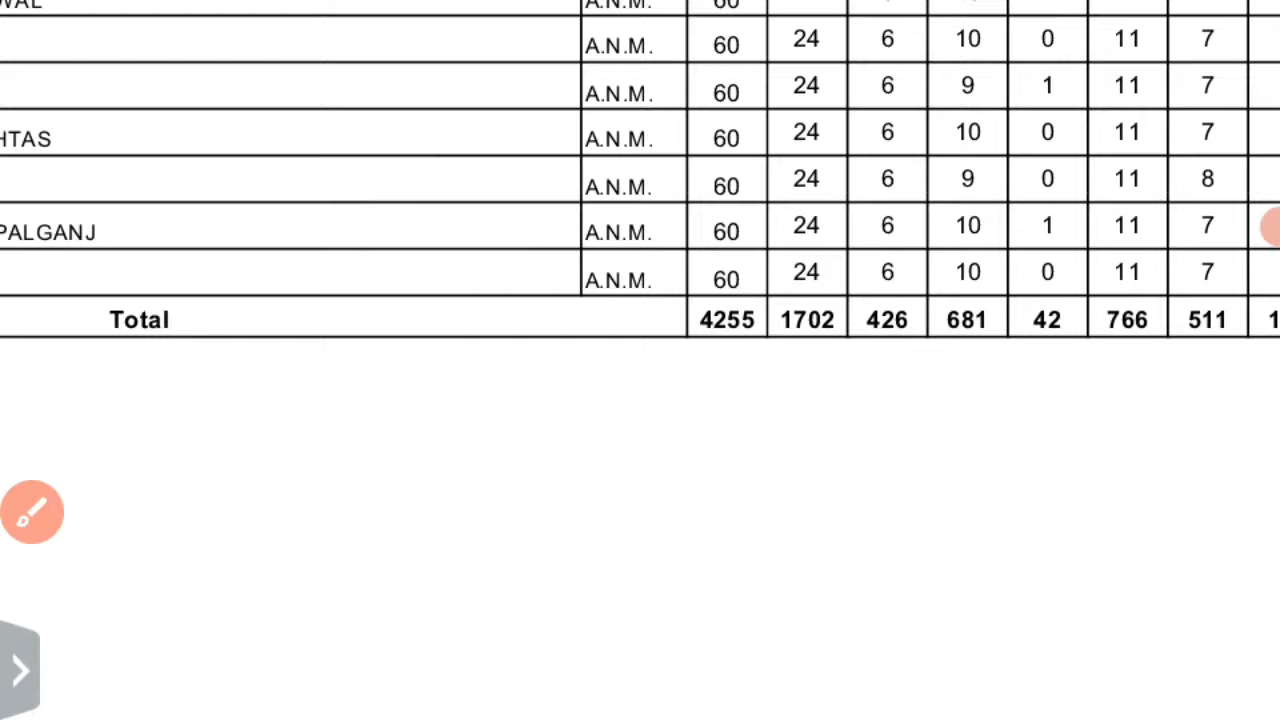 A.N.M. 60
A.N.M. 60 24 6 10 0 11 7
A.N.M. 60 24 6 9 1 11 7
HTAS A.N.M. 60 24 6 10 0 11 7
A.N.M. 60 24 6 9 0 11 8
PALGANJ A.N.M. 60 24 6 10 1 11 7
A.N.M. 60 24 6 10 0 11 7
Total 4255 1702 426 681 42 766 511 1